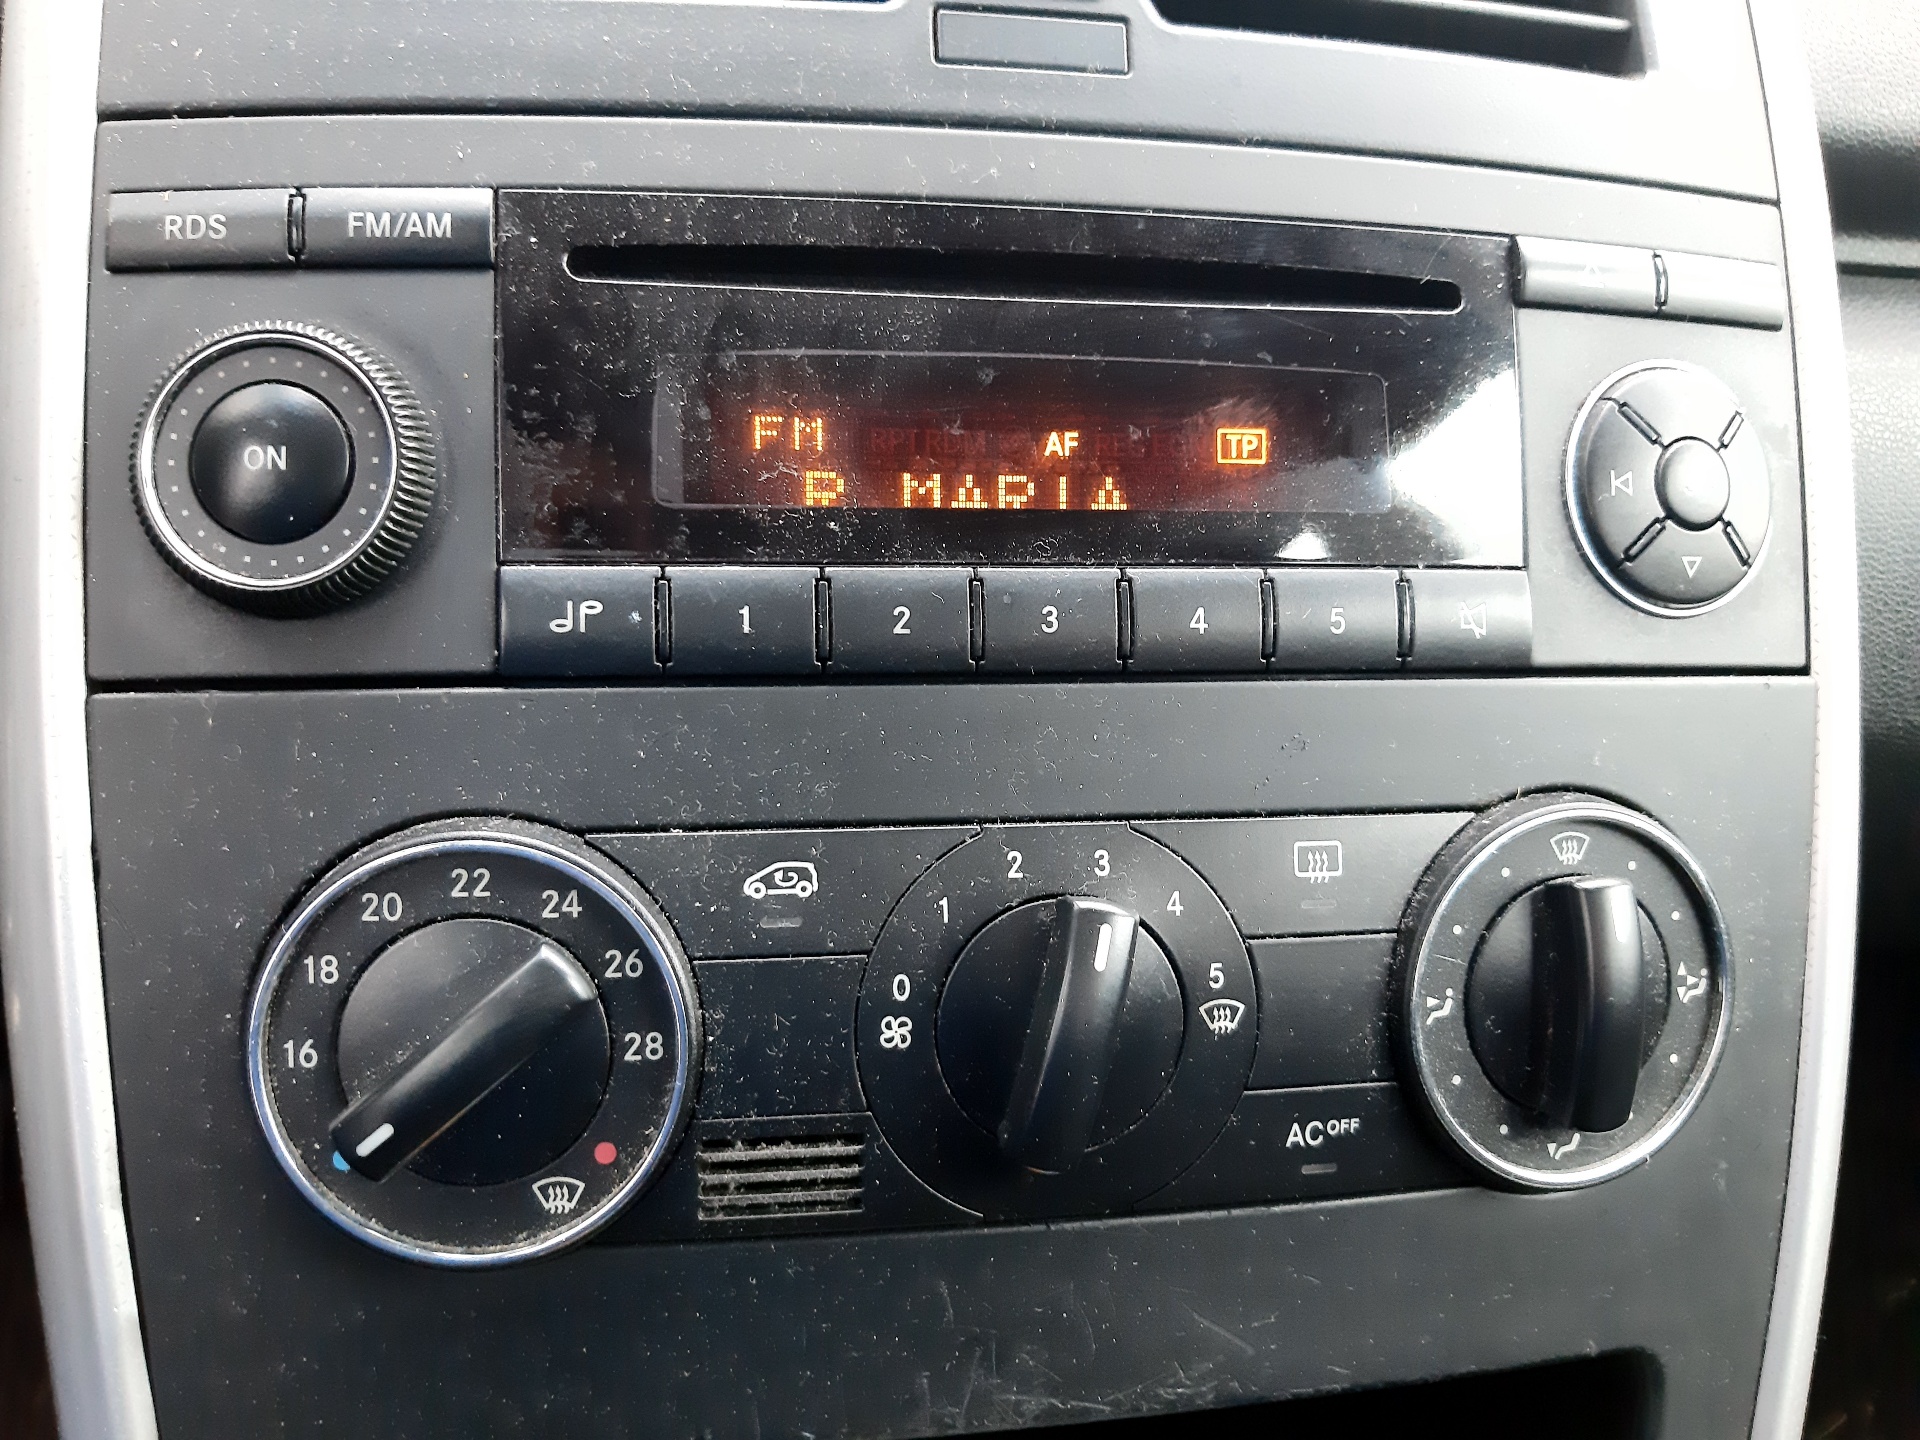 RDS FM/AM
FM AF TP
R MARIA
ON
1 2 3 4 5
16 18 20 22 24 26 28
0 1 2 3 4 5
AC OFF